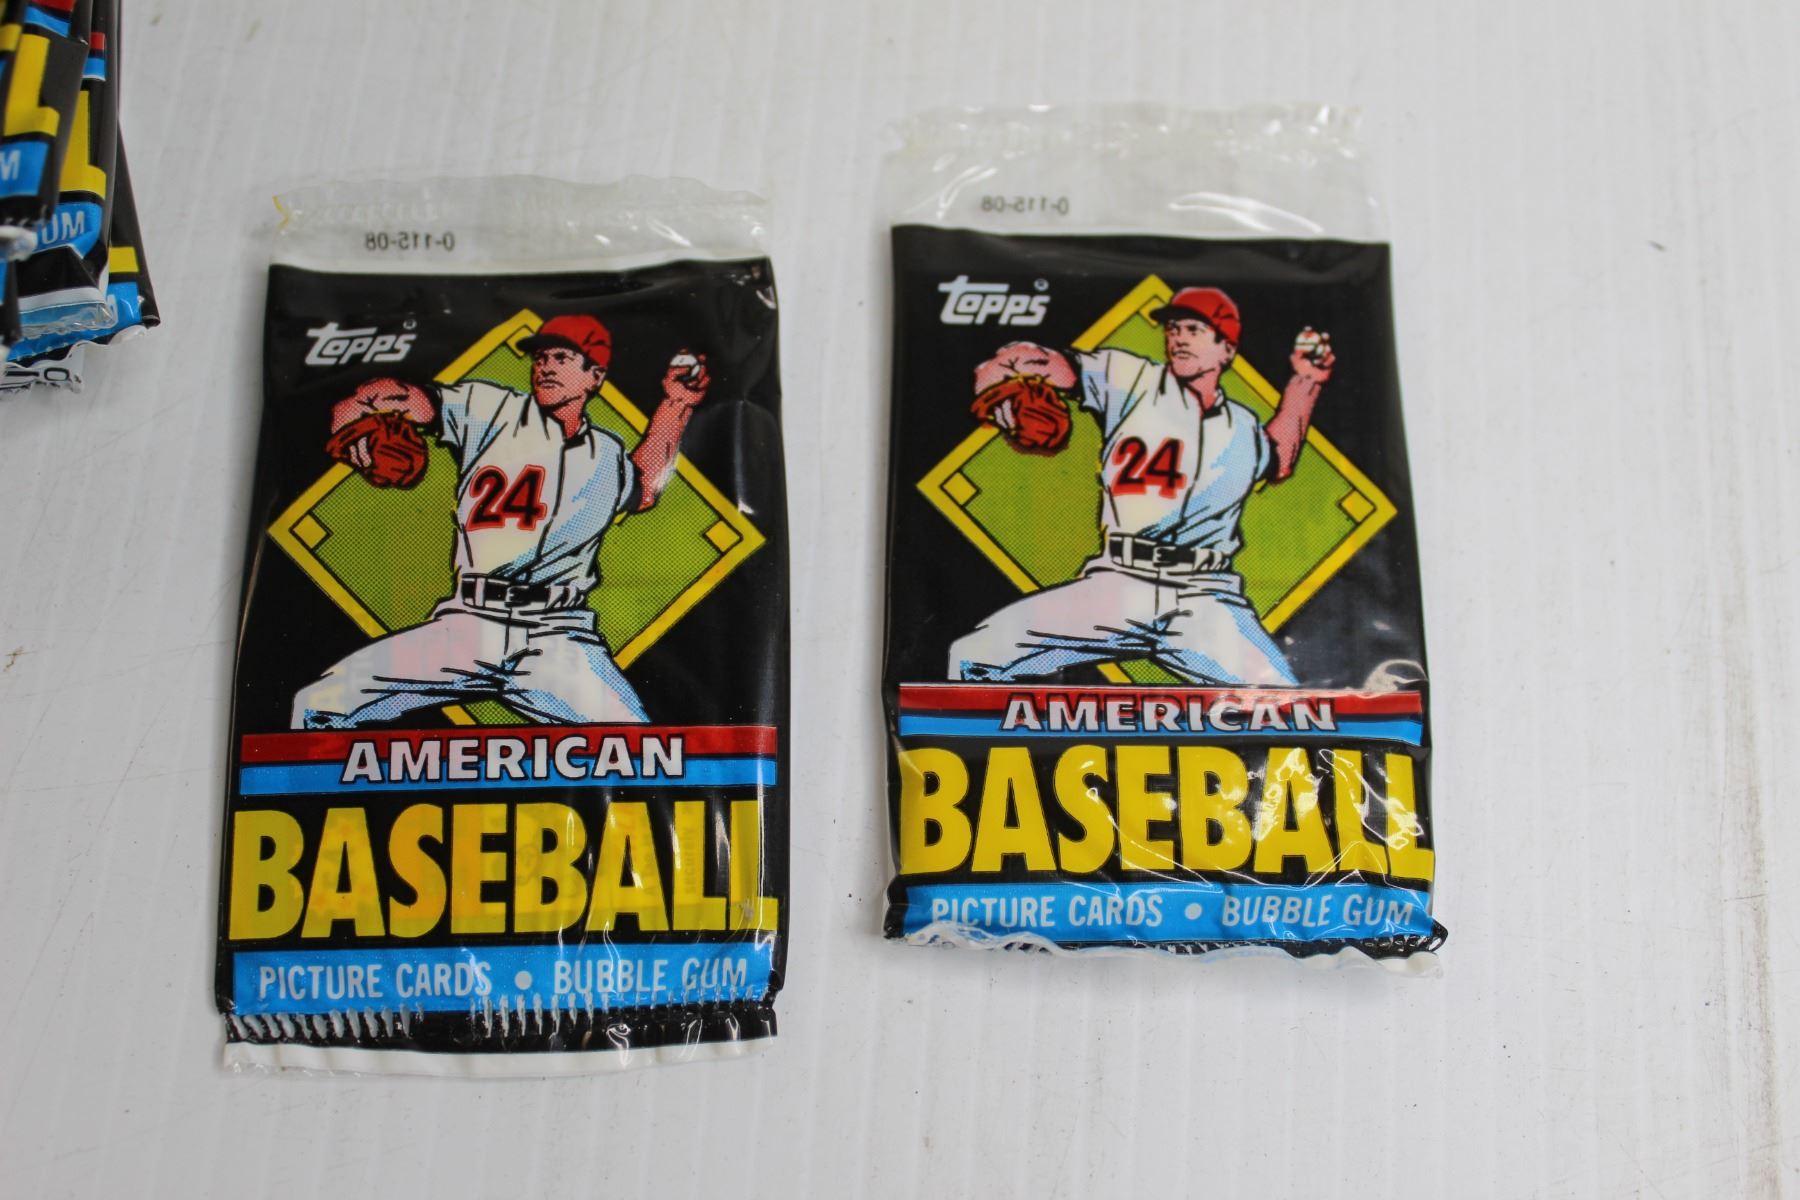 L
M
L
UM
0-115-08
Topps
24
AMERICAN
BASEBALL
PICTURE CARDS • BUBBLE GUM
0-115-08
Topps
24
AMERICAN
BASEBALL
PICTURE CARDS • BUBBLE GUM